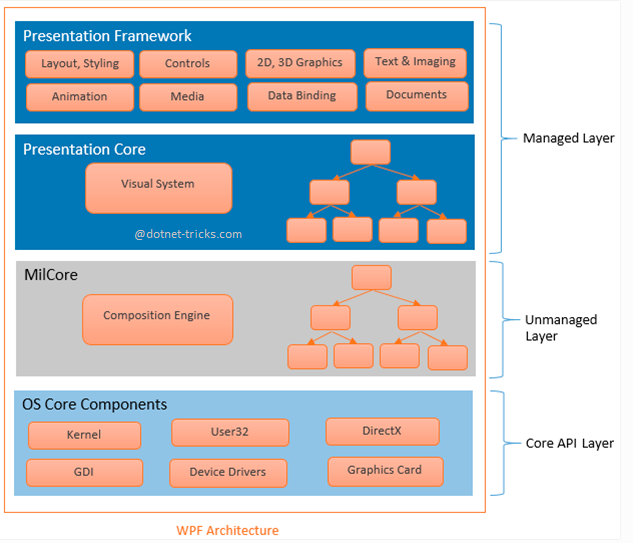 Presentation Framework
Layout, Styling
Controls
2D, 3D Graphics
Text & Imaging
Animation
Media
Data Binding
Documents
Managed Layer
Presentation Core
Visual System
@dotnet-tricks.com
MilCore
Composition Engine
Unmanaged
Layer
OS Core Components
Kernel
User32
DirectX
Core API Layer
GDI
Device Drivers
Graphics Card
WPF Architecture